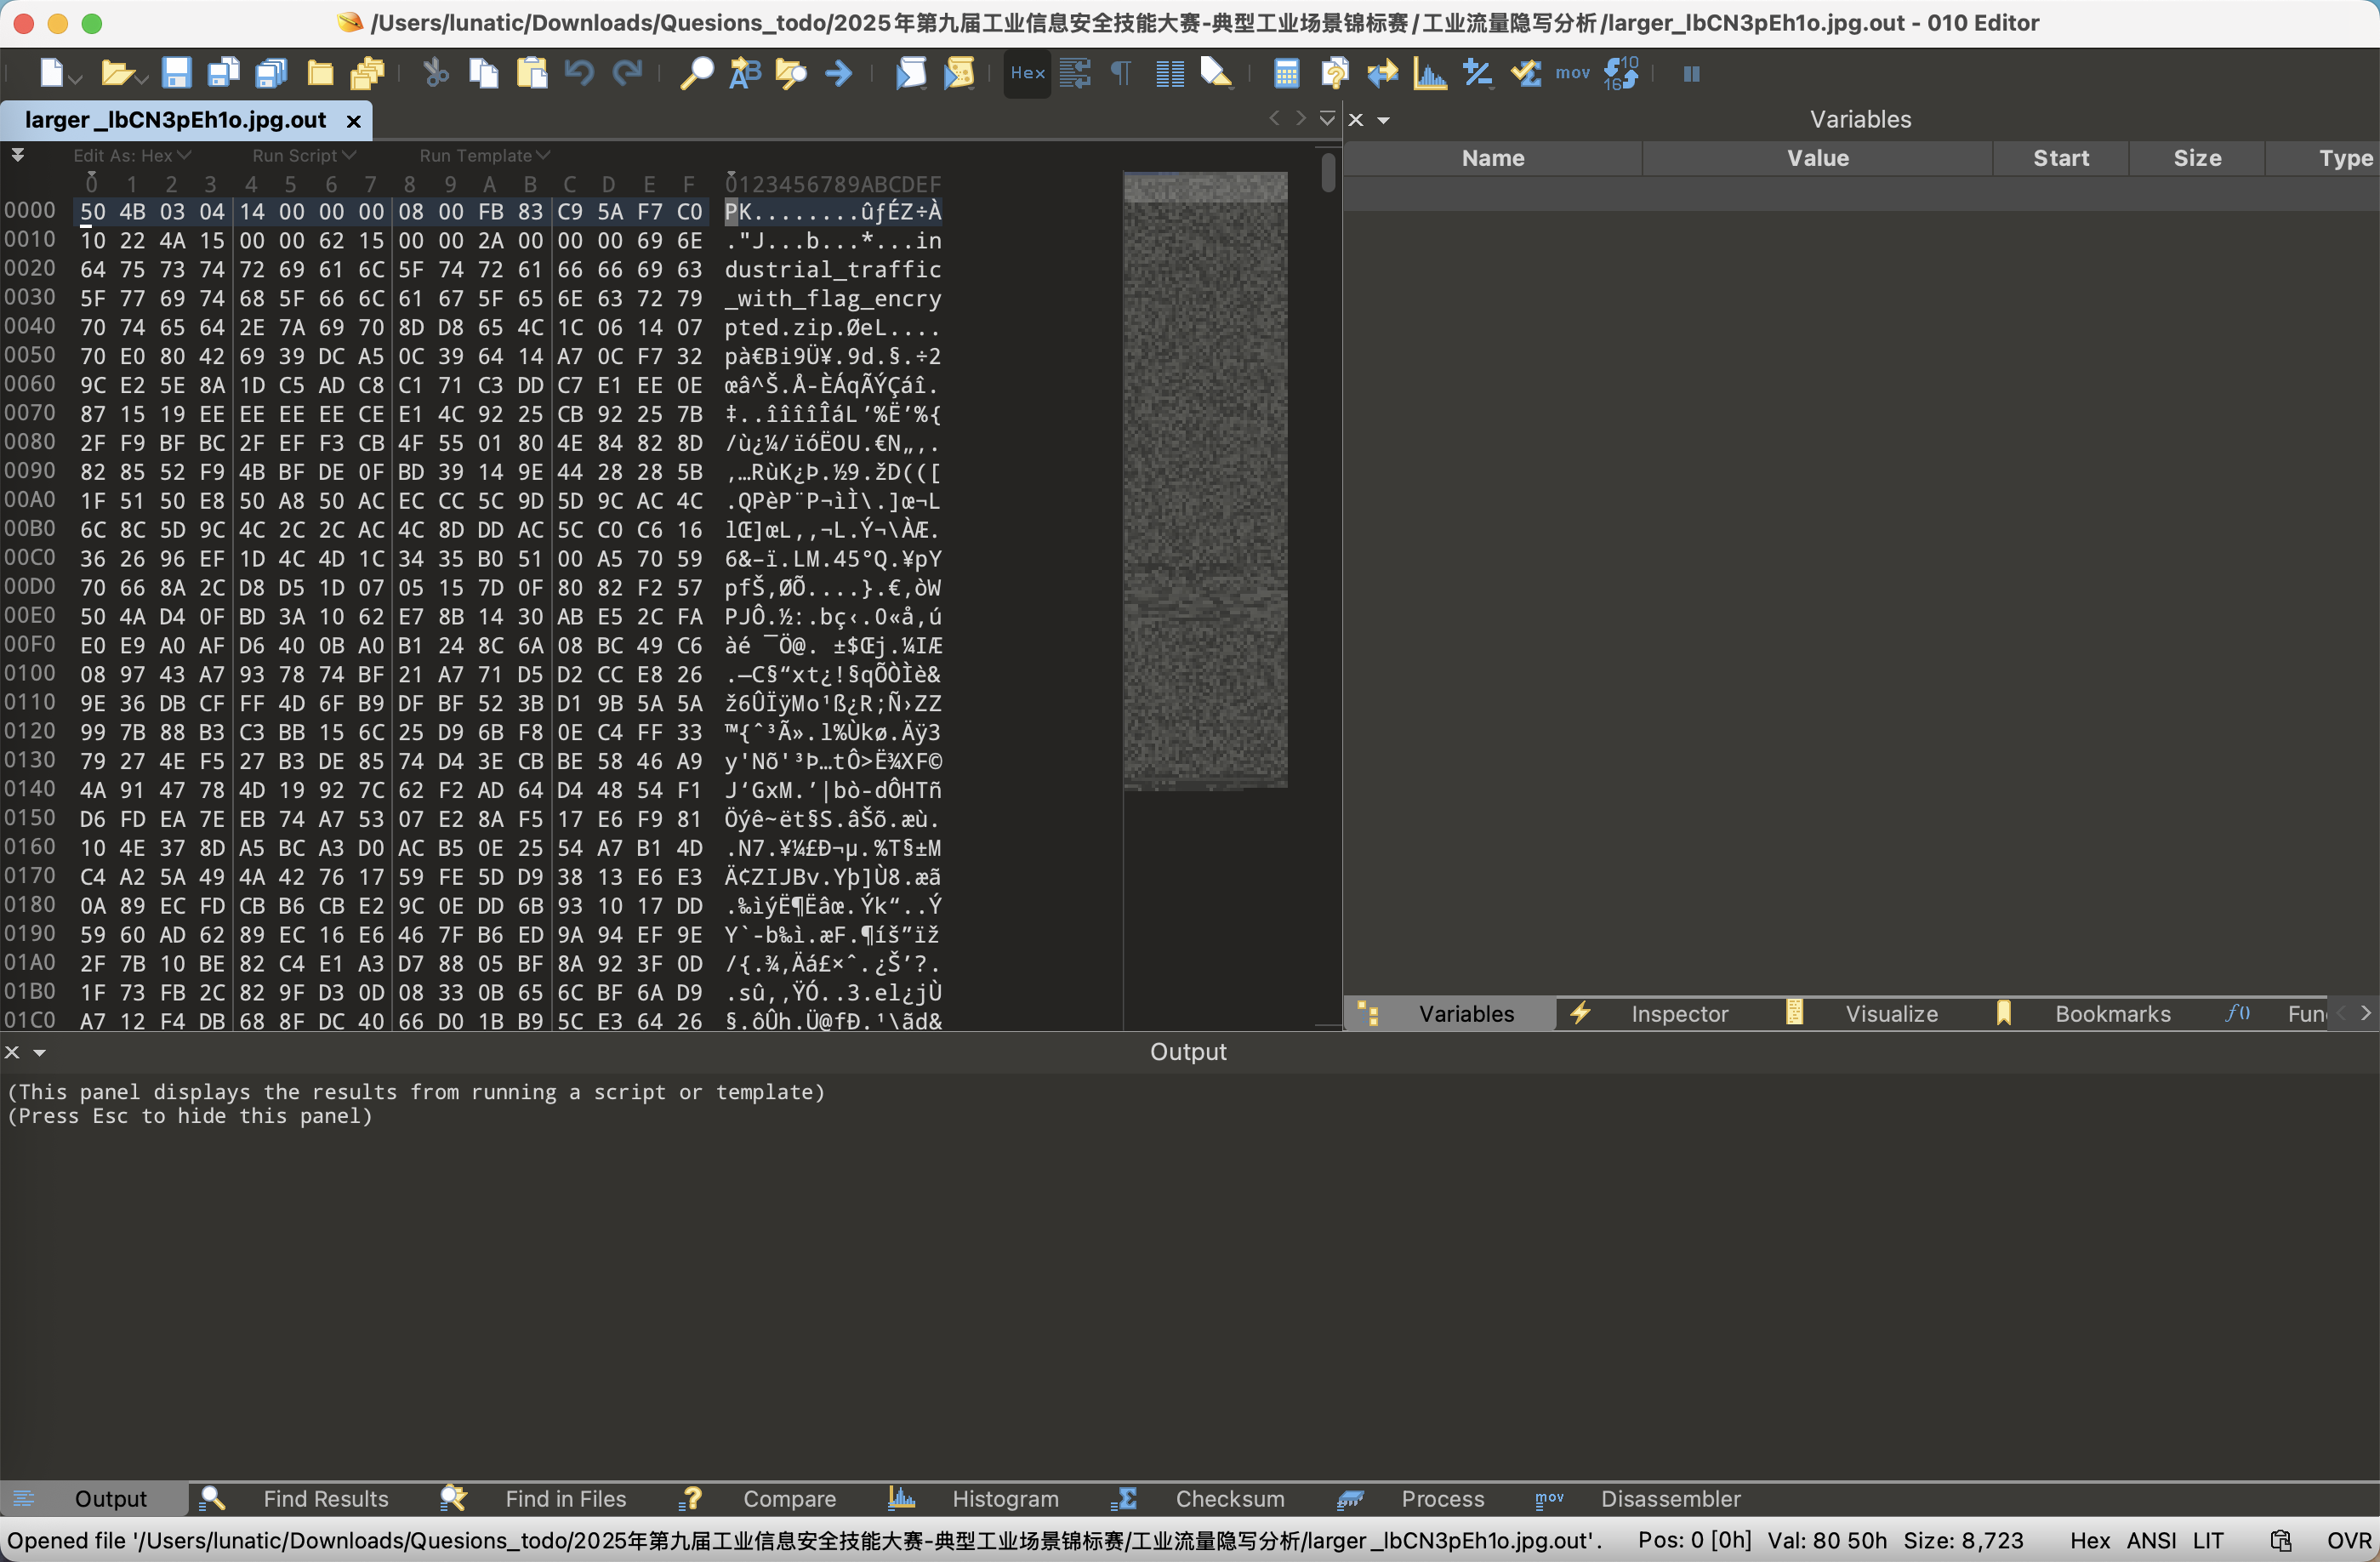 /Users/lunatic/Downloads/Quesions_todo/2025年第九届工业信息安全技能大赛-典型工业场景锦标赛/工业流量隐写分析/larger_lbCN3pEh1o.jpg.out - 010 Editor
Hex
mov
larger_lbCN3pEh1o.jpg.out
Variables
Edit As: Hex Run Script Run Template
Name Value Start Size Type
0 1 2 3 4 5 6 7 8 9 A B C D E F 0123456789ABCDEF
0000 50 4B 03 04 14 00 00 00 08 00 FB 83 C9 5A F7 C0 PK........ûƒÉZ÷À
0010 10 22 4A 15 00 00 62 15 00 00 2A 00 00 00 69 6E ."J...b...*...in
0020 64 75 73 74 72 69 61 6C 5F 74 72 61 66 66 69 63 dustrial_traffic
0030 5F 77 69 74 68 5F 66 6C 61 67 5F 65 6E 63 72 79 _with_flag_encry
0040 70 74 65 64 2E 7A 69 70 8D D8 65 4C 1C 06 14 07 pted.zip.ØeL....
0050 70 E0 80 42 69 39 DC A5 0C 39 64 14 A7 0C F7 32 pà€Bi9Ü¥.9d.§.÷2
0060 9C E2 5E 8A 1D C5 AD C8 C1 71 C3 DD C7 E1 EE 0E œâ^Š.Å-ÈÁqÃÝÇáî.
0070 87 15 19 EE EE EE EE CE E1 4C 92 25 CB 92 25 7B ‡..îîîîÎáL’%Ë’%{
0080 2F F9 BF BC 2F EF F3 CB 4F 55 01 80 4E 84 82 8D /ù¿¼/ïóËOU.€N„‚.
0090 82 85 52 F9 4B BF DE 0F BD 39 14 9E 44 28 28 5B ‚…RùK¿Þ.½9.žD(([
00A0 1F 51 50 E8 50 A8 50 AC EC CC 5C 9D 5D 9C AC 4C .QPèP¨P¬ìÌ\.]œ¬L
00B0 6C 8C 5D 9C 4C 2C 2C AC 4C 8D DD AC 5C C0 C6 16 lŒ]œL,,¬L.Ý¬\ÀÆ.
00C0 36 26 96 EF 1D 4C 4D 1C 34 35 B0 51 00 A5 70 59 6&–ï.LM.45°Q.¥pY
00D0 70 66 8A 2C D8 D5 1D 07 05 15 7D 0F 80 82 F2 57 pfŠ,ØÕ....}.€‚òW
00E0 50 4A D4 0F BD 3A 10 62 E7 8B 14 30 AB E5 2C FA PJÔ.½:.bç‹.0«å,ú
00F0 E0 E9 A0 AF D6 40 0B A0 B1 24 8C 6A 08 BC 49 C6 àé ¯Ö@. ±$Œj.¼IÆ
0100 08 97 43 A7 93 78 74 BF 21 A7 71 D5 D2 CC E8 26 .—C§“xt¿!§qÕÒÌè&
0110 9E 36 DB CF FF 4D 6F B9 DF BF 52 3B D1 9B 5A 5A ž6ÛÏÿMo¹ß¿R;Ñ›ZZ
0120 99 7B 88 B3 C3 BB 15 6C 25 D9 6B F8 0E C4 FF 33 ™{ˆ³Ã».l%Ùkø.Äÿ3
0130 79 27 4E F5 27 B3 DE 85 74 D4 3E CB BE 58 46 A9 y'Nõ'³Þ…tÔ>Ë¾XF©
0140 4A 91 47 78 4D 19 92 7C 62 F2 AD 64 D4 48 54 F1 J‘GxM.’|bò-dÔHTñ
0150 D6 FD EA 7E EB 74 A7 53 07 E2 8A F5 17 E6 F9 81 Öýê~ët§S.âŠõ.æù.
0160 10 4E 37 8D A5 BC A3 D0 AC B5 0E 25 54 A7 B1 4D .N7.¥¼£Ð¬µ.%T§±M
0170 C4 A2 5A 49 4A 42 76 17 59 FE 5D D9 38 13 E6 E3 Ä¢ZIJBv.Yþ]Ù8.æã
0180 0A 89 EC FD CB B6 CB E2 9C 0E DD 6B 93 10 17 DD .‰ìýË¶Ëâœ.Ýk“..Ý
0190 59 60 AD 62 89 EC 16 E6 46 7F B6 ED 9A 94 EF 9E Y`-b‰ì.æF.¶íš”ïž
01A0 2F 7B 10 BE 82 C4 E1 A3 D7 88 05 BF 8A 92 3F 0D /{.¾‚Äá£×ˆ.¿Š’?.
01B0 1F 73 FB 2C 82 9F D3 0D 08 33 0B 65 6C BF 6A D9 .sû,‚ŸÓ..3.el¿jÙ
01C0 A7 12 F4 DB 68 8F DC 40 66 D0 1B B9 5C E3 64 26 §.ôÛh.Ü@fÐ.¹\ãd&
Variables Inspector Visualize Bookmarks Fun
Output
(This panel displays the results from running a script or template)
(Press Esc to hide this panel)
Output Find Results Find in Files Compare Histogram Checksum Process Disassembler
Opened file '/Users/lunatic/Downloads/Quesions_todo/2025年第九届工业信息安全技能大赛-典型工业场景锦标赛/工业流量隐写分析/larger_lbCN3pEh1o.jpg.out'. Pos: 0 [0h] Val: 80 50h Size: 8,723 Hex ANSI LIT OVR